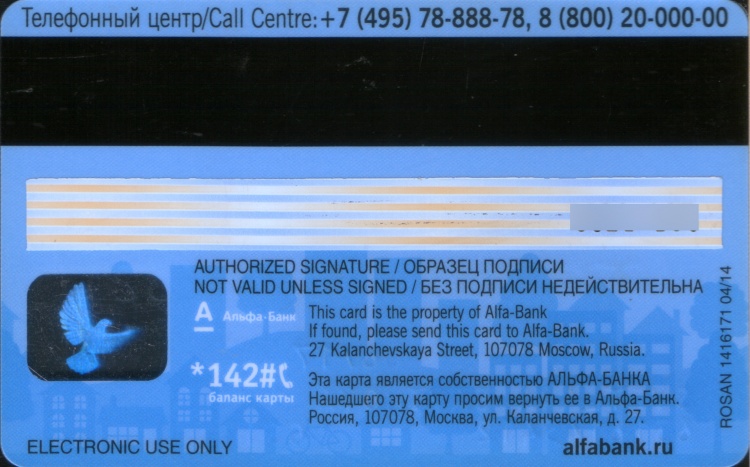 Телефонный центр/Call Centre:+7 (495) 78-888-78, 8 (800) 20-000-00
AUTHORIZED SIGNATURE / ОБРАЗЕЦ ПОДПИСИ
NOT VALID UNLESS SIGNED / БЕЗ ПОДПИСИ НЕДЕЙСТВИТЕЛЬНА
А Альфа·Банк
This card is the property of Alfa-Bank
If found, please send this card to Alfa-Bank.
27 Kalanchevskaya Street, 107078 Moscow, Russia.
*142#
баланс карты
Эта карта является собственностью АЛЬФА-БАНКА
Нашедшего эту карту просим вернуть ее в Альфа-Банк.
Россия, 107078, Москва, ул. Каланчевская, д. 27.
ELECTRONIC USE ONLY
alfabank.ru
ROSAN 1416171 04/14